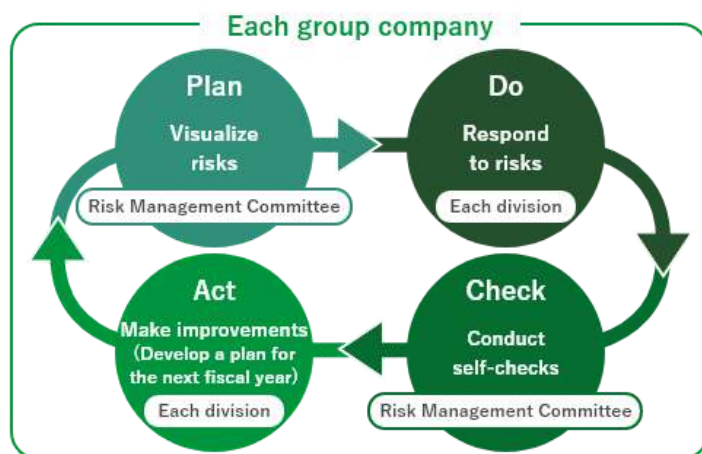 Each group company
Plan
Visualize
risks
Risk Management Committee
Do
Respond
to risks
Each division
Check
Conduct
self-checks
Risk Management Committee
Act
Make improvements
(Develop a plan for
the next fiscal year)
Each division